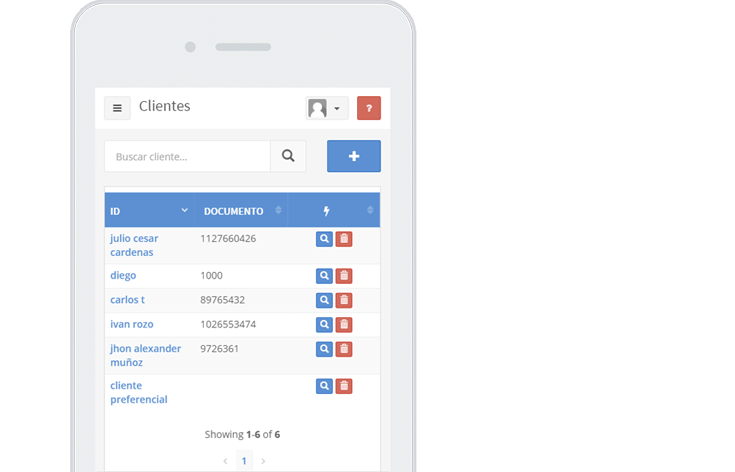 Clientes
?
Buscar cliente...
ID DOCUMENTO
julio cesar
cardenas 1127660426
diego 1000
carlos t 89765432
ivan rozo 1026553474
jhon alexander
muñoz 9726361
cliente
preferencial
Showing 1-6 of 6
1